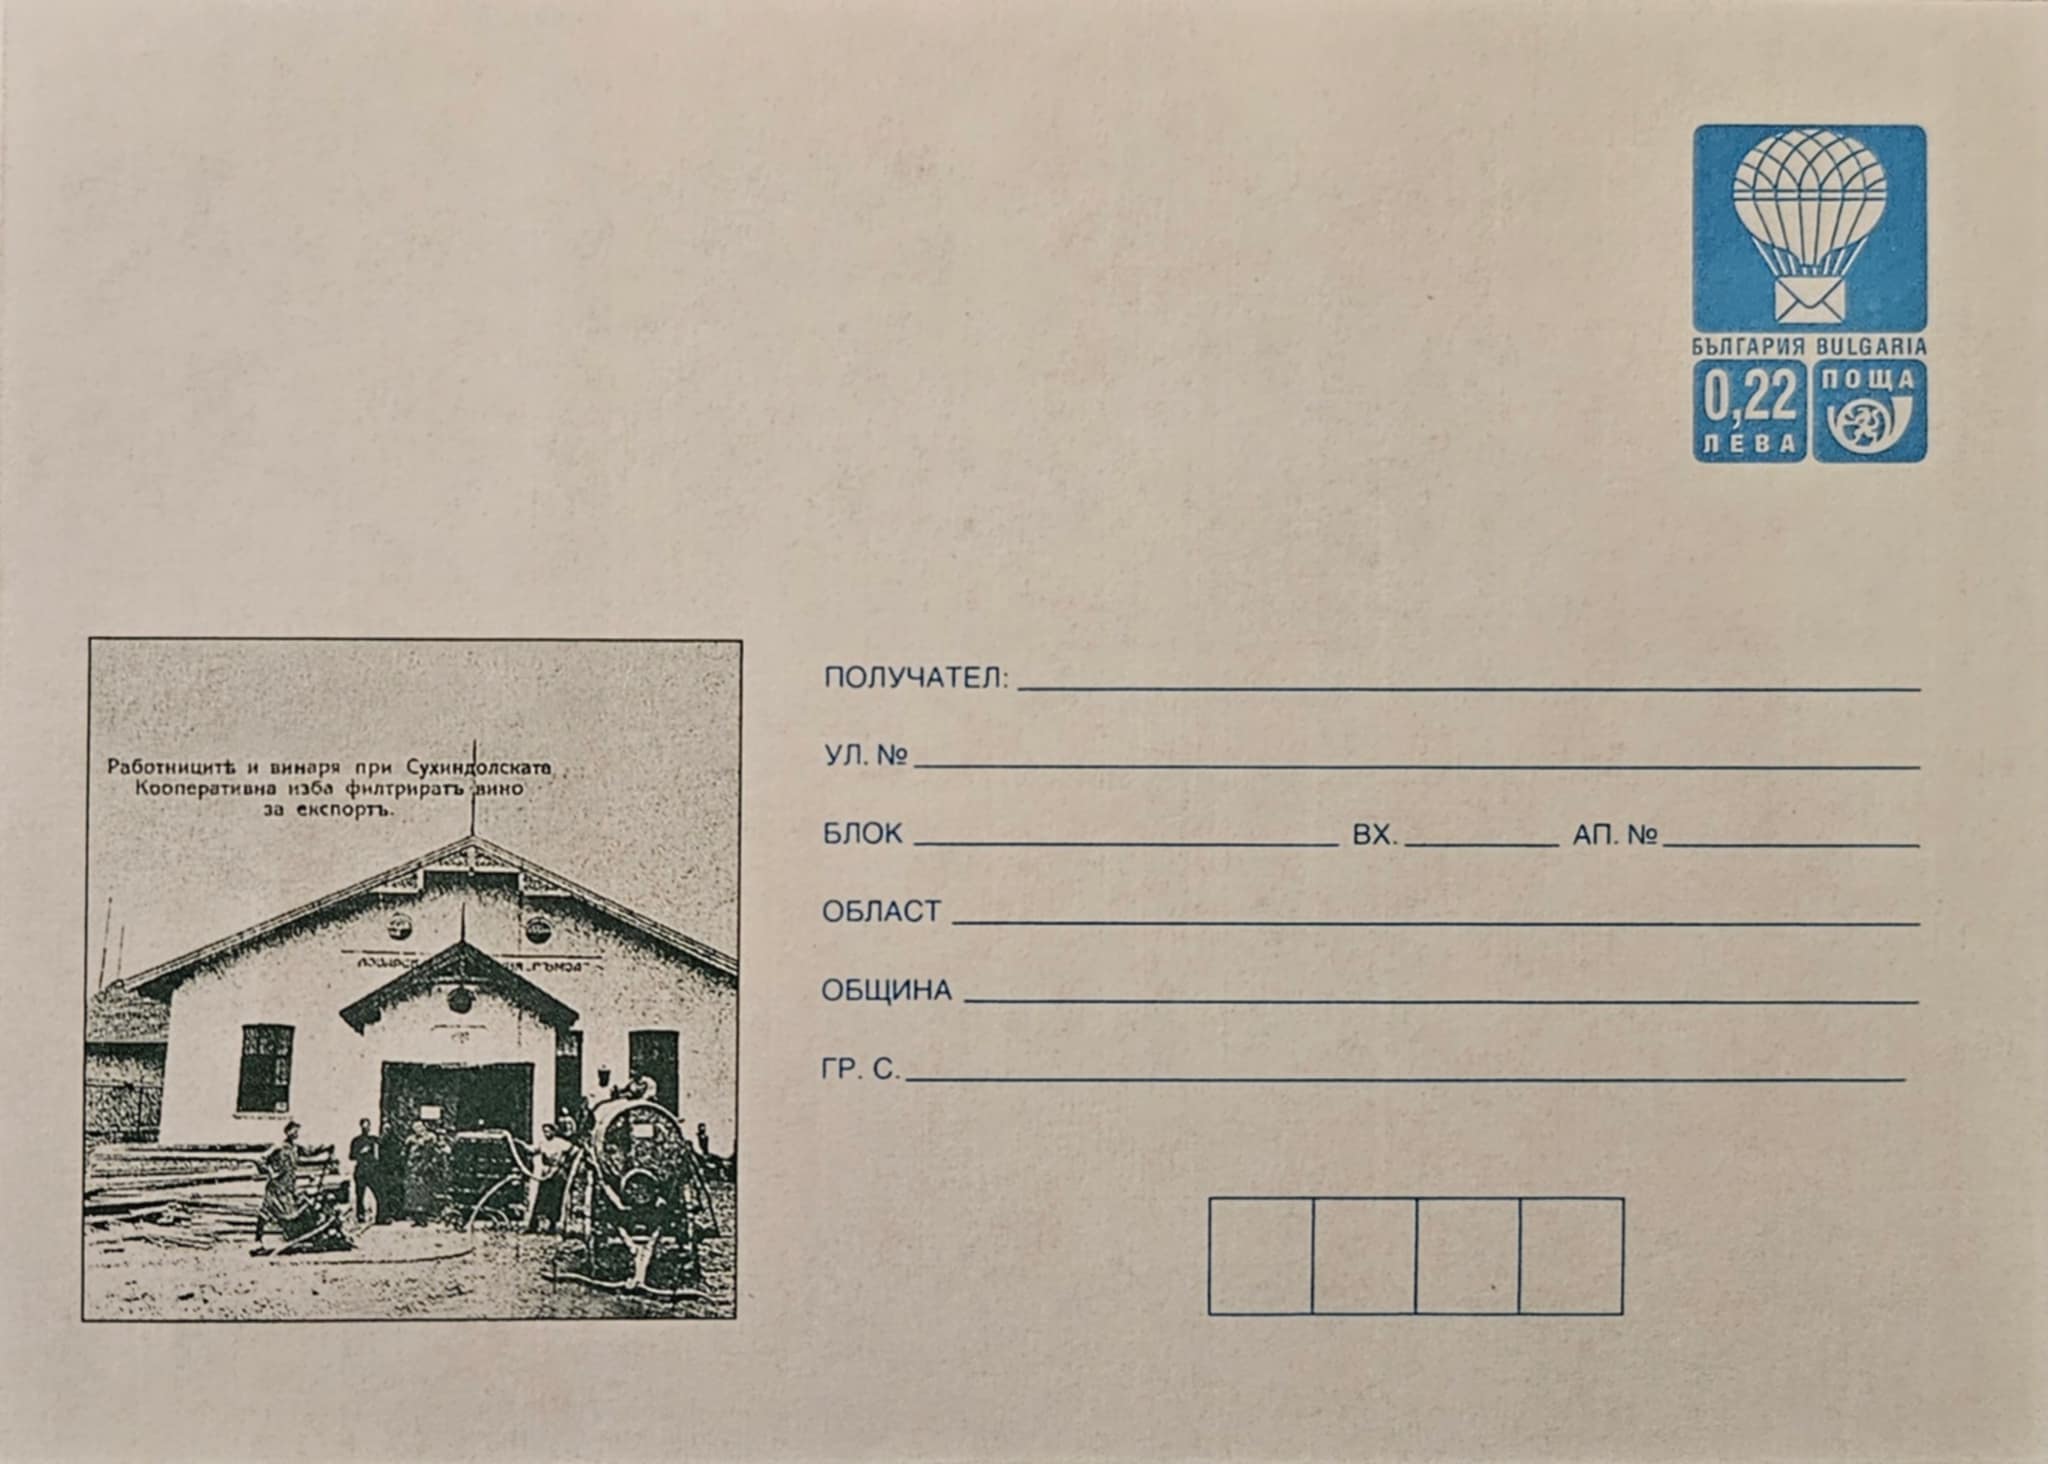 БЪЛГАРИЯ BULGARIA
0,22 ПОЩА
ЛЕВА
Работницитѣ и винаря при Сухиндолската
Кооперативна изба филтриратъ вино
за експортъ.
ПОЛУЧАТЕЛ:
УЛ. №
БЛОК ВХ. АП. №
ОБЛАСТ
ОБЩИНА
ГР. С.